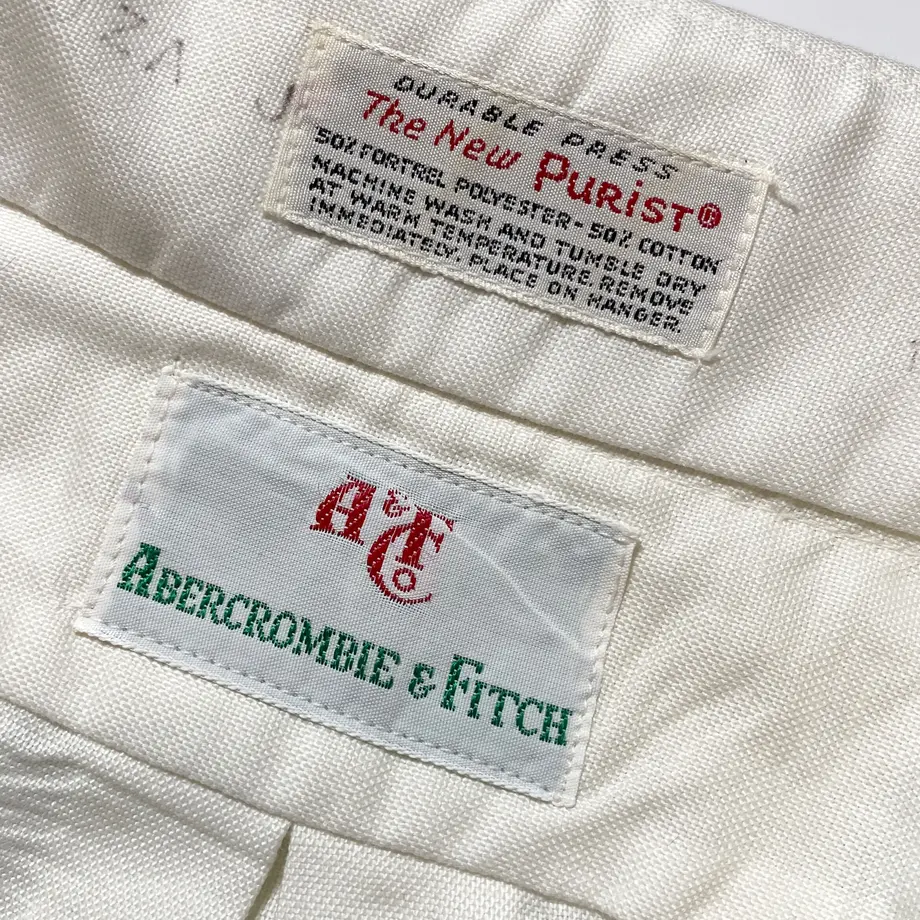 DURABLE PRESS
The New PURiST®
50% FORTREL POLYESTER-50% COTTON
MACHINE WASH AND TUMBLE DRY
AT WARM TEMPERATURE. REMOVE
IMMEDIATELY. PLACE ON HANGER.
A&F Co
ABERCROMBIE & FITCH